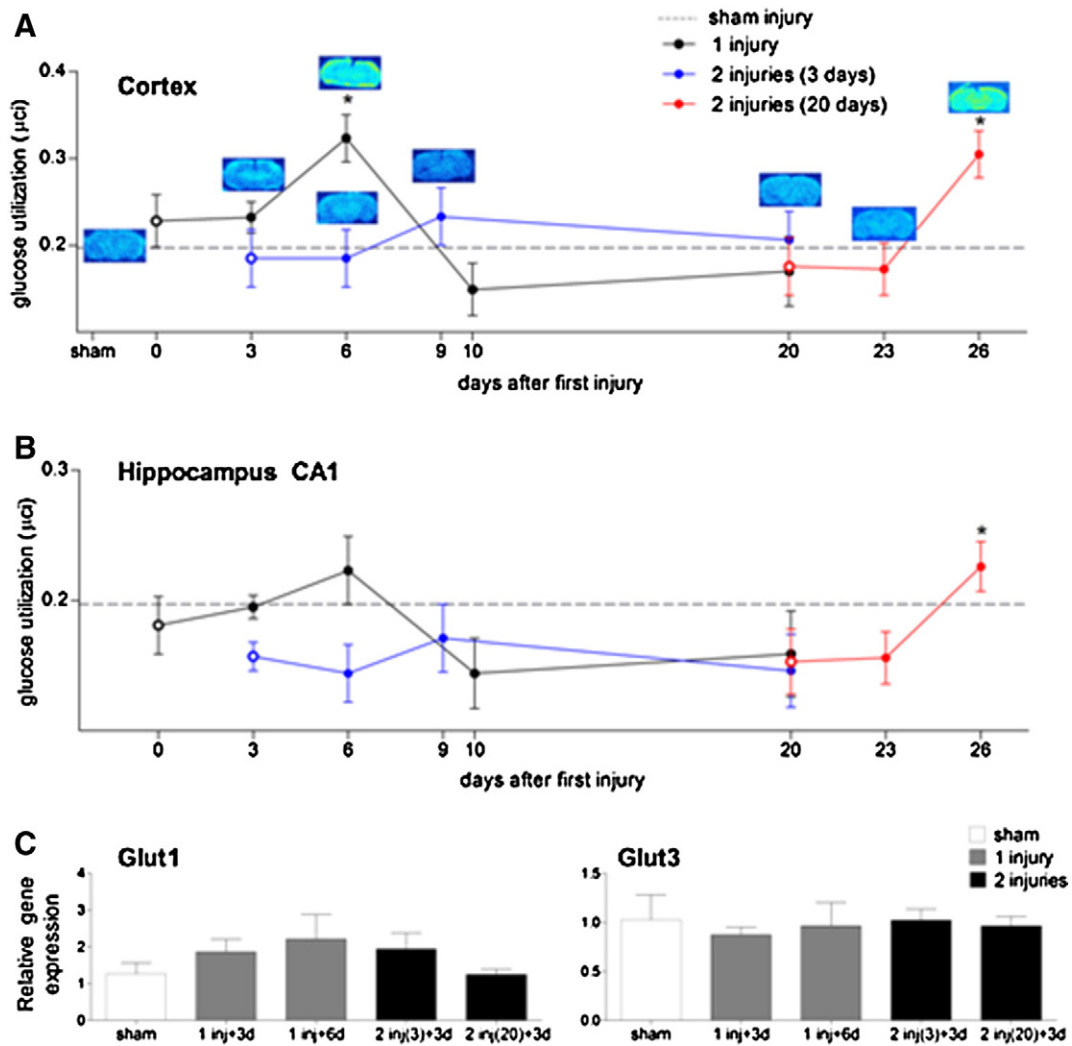 A
sham injury
1 injury
2 injuries (3 days)
2 injuries (20 days)
Cortex
*
*
glucose utilization (μci)
0.4
0.3
0.2
sham 0 3 6 9 10 20 23 26
days after first injury
B
Hippocampus CA1
*
glucose utilization (μci)
0.3
0.2
0 3 6 9 10 20 23 26
days after first injury
C
Glut1
Relative gene
expression
4
3
2
1
0
sham 1 inj+3d 1 inj+6d 2 inj(3)+3d 2 inj(20)+3d
Glut3
sham
1 injury
2 injuries
1.5
1.0
0.5
0.0
sham 1 inj+3d 1 inj+6d 2 inj(3)+3d 2 inj(20)+3d